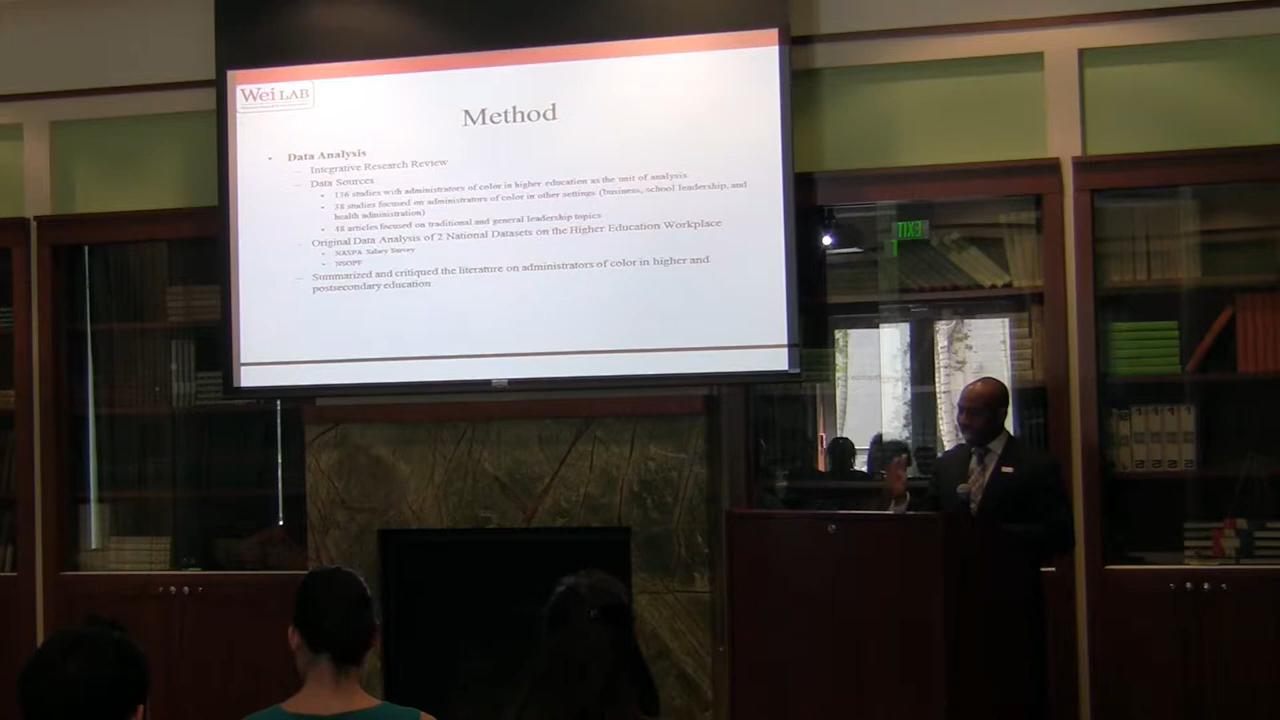 Wei LAB
Method
• Data Analysis
– Integrative Research Review
– Data Sources
• 136 studies with administrators of color in higher education as the unit of analysis
• 38 studies focused on administrators of color in other settings (business, school leadership, and
health administration)
• 48 articles focused on traditional and general leadership topics
– Original Data Analysis of 2 National Datasets on the Higher Education Workplace
• NASPA Salary Survey
• NSOPF
– Summarized and critiqued the literature on administrators of color in higher and
postsecondary education
EXIT